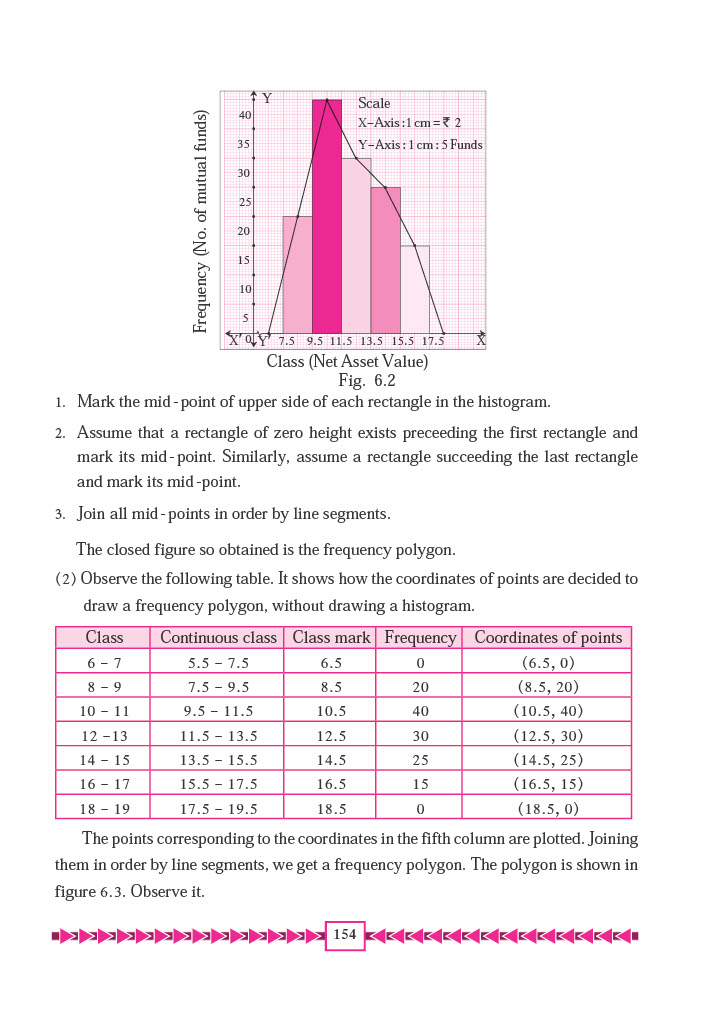 Y
Scale
X-Axis : 1 cm = ₹ 2
Y-Axis : 1 cm : 5 Funds
40
35
30
25
20
15
10
5
Frequency (No. of mutual funds)
X′ 0 Y′ 7.5 9.5 11.5 13.5 15.5 17.5 X
Class (Net Asset Value)
Fig. 6.2
1. Mark the mid-point of upper side of each rectangle in the histogram.
2. Assume that a rectangle of zero height exists preceeding the first rectangle and
mark its mid-point. Similarly, assume a rectangle succeeding the last rectangle
and mark its mid-point.
3. Join all mid-points in order by line segments.
The closed figure so obtained is the frequency polygon.
(2) Observe the following table. It shows how the coordinates of points are decided to
draw a frequency polygon, without drawing a histogram.
Class Continuous class Class mark Frequency Coordinates of points
6 - 7 5.5 - 7.5 6.5 0 (6.5, 0)
8 - 9 7.5 - 9.5 8.5 20 (8.5, 20)
10 - 11 9.5 - 11.5 10.5 40 (10.5, 40)
12 -13 11.5 - 13.5 12.5 30 (12.5, 30)
14 - 15 13.5 - 15.5 14.5 25 (14.5, 25)
16 - 17 15.5 - 17.5 16.5 15 (16.5, 15)
18 - 19 17.5 - 19.5 18.5 0 (18.5, 0)
The points corresponding to the coordinates in the fifth column are plotted. Joining
them in order by line segments, we get a frequency polygon. The polygon is shown in
figure 6.3. Observe it.
154